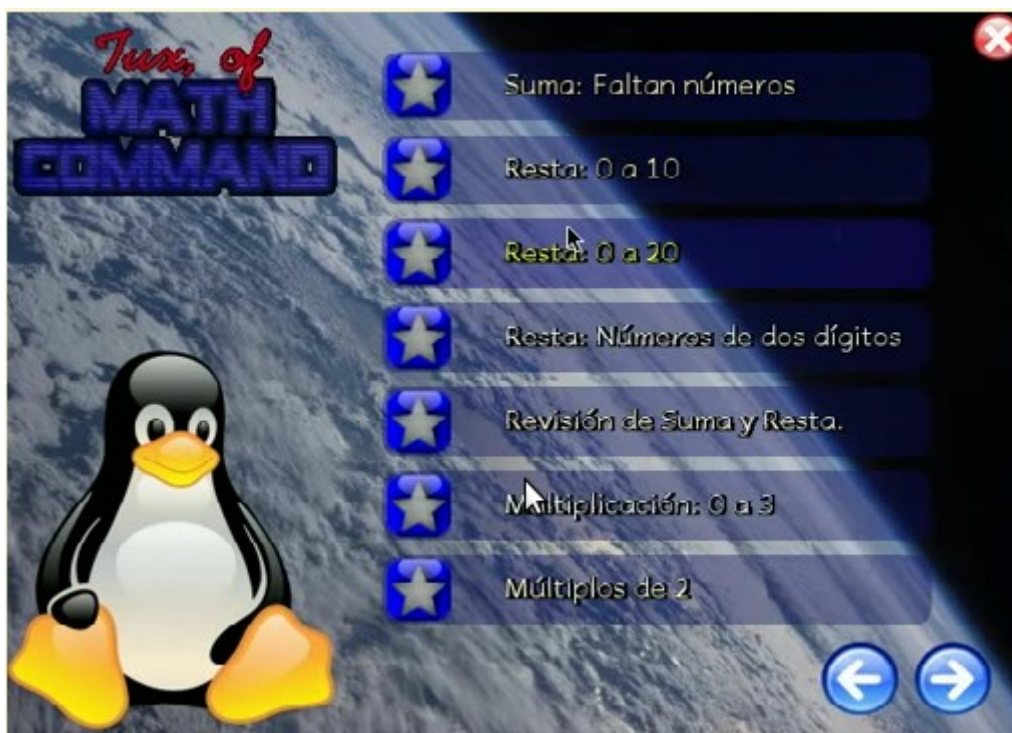 Tux, of
MATH
COMMAND
Suma: Faltan números
Resta: 0 a 10
Resta: 0 a 20
Resta: Números de dos dígitos
Revisión de Suma y Resta.
Multiplicación: 0 a 3
Múltiplos de 2